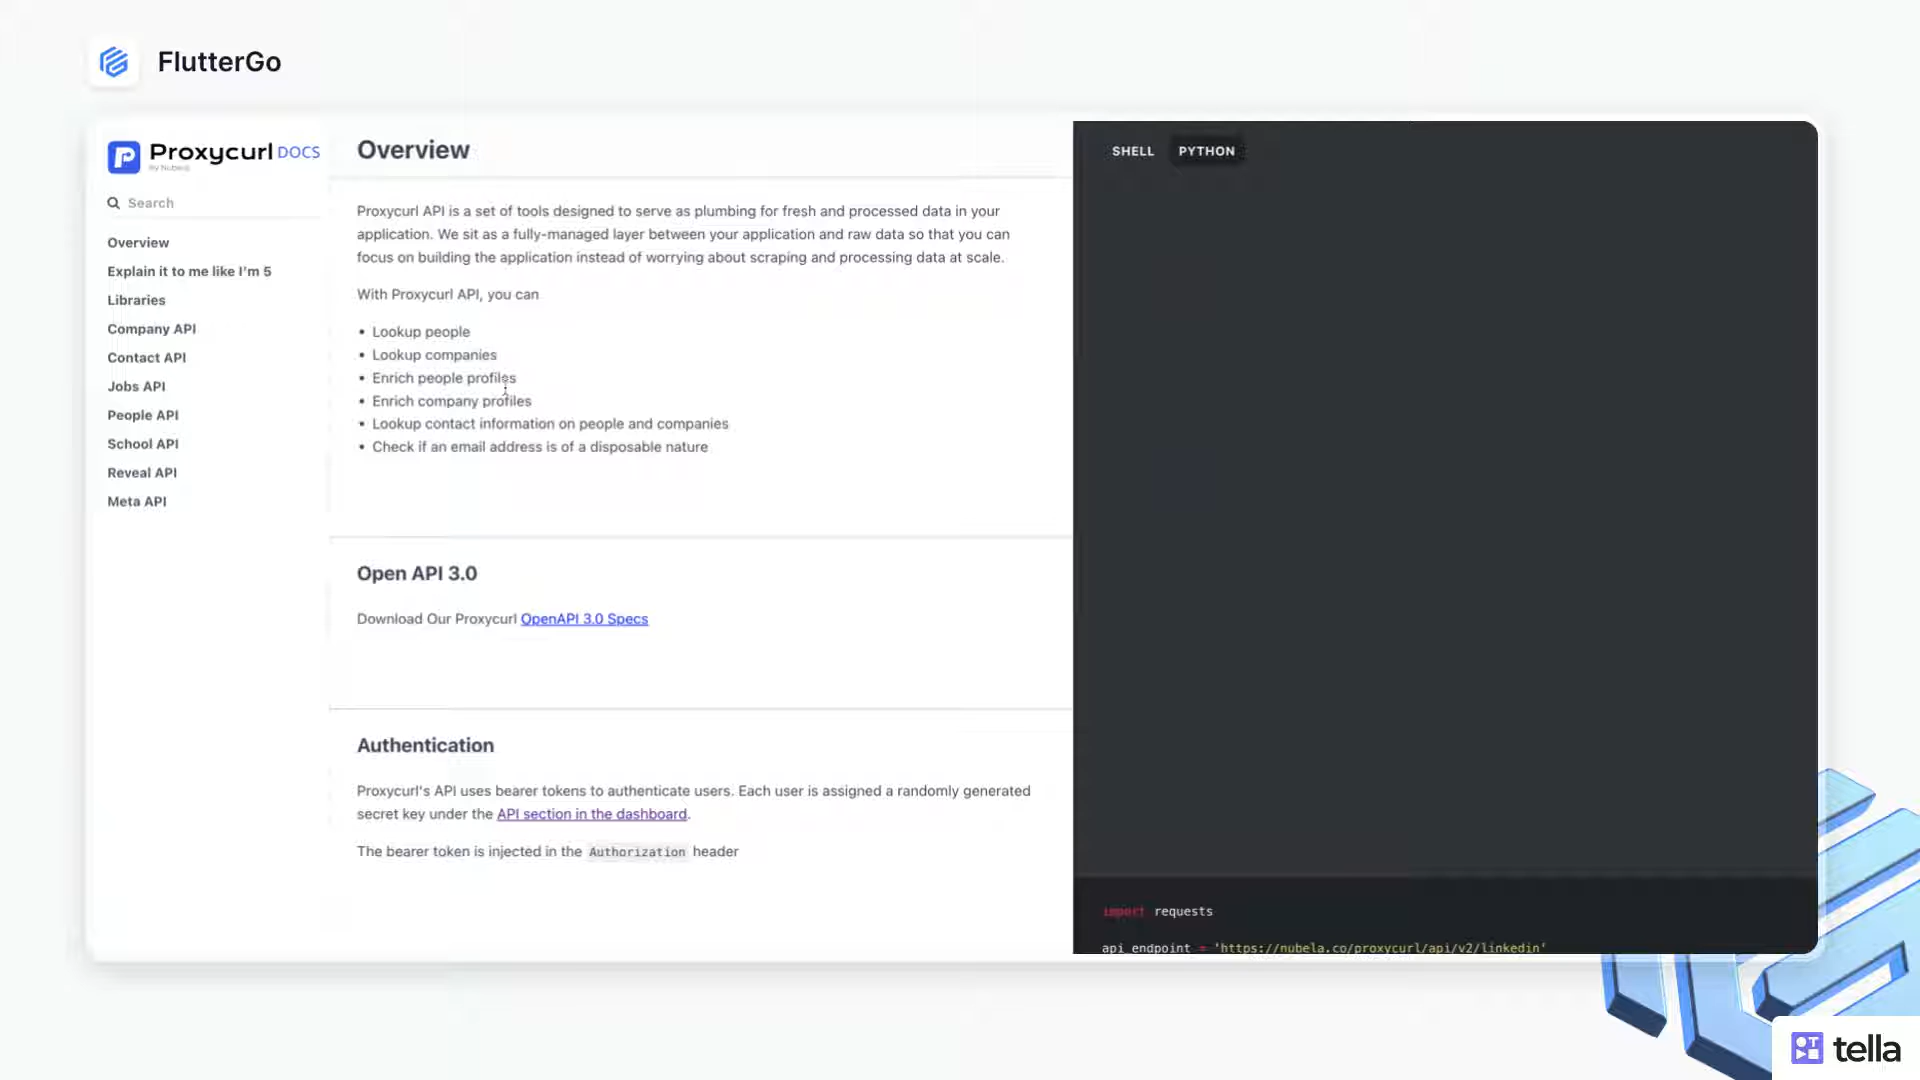 FlutterGo
Proxycurl DOCS
By Nubela
Search
Overview
Explain it to me like I'm 5
Libraries
Company API
Contact API
Jobs API
People API
School API
Reveal API
Meta API
Overview
Proxycurl API is a set of tools designed to serve as plumbing for fresh and processed data in your
application. We sit as a fully-managed layer between your application and raw data so that you can
focus on building the application instead of worrying about scraping and processing data at scale.
With Proxycurl API, you can
• Lookup people
• Lookup companies
• Enrich people profiles
• Enrich company profiles
• Lookup contact information on people and companies
• Check if an email address is of a disposable nature
Open API 3.0
Download Our Proxycurl OpenAPI 3.0 Specs
Authentication
Proxycurl's API uses bearer tokens to authenticate users. Each user is assigned a randomly generated
secret key under the API section in the dashboard.
The bearer token is injected in the Authorization header
SHELL PYTHON
import requests
api_endpoint = 'https://nubela.co/proxycurl/api/v2/linkedin'
tella